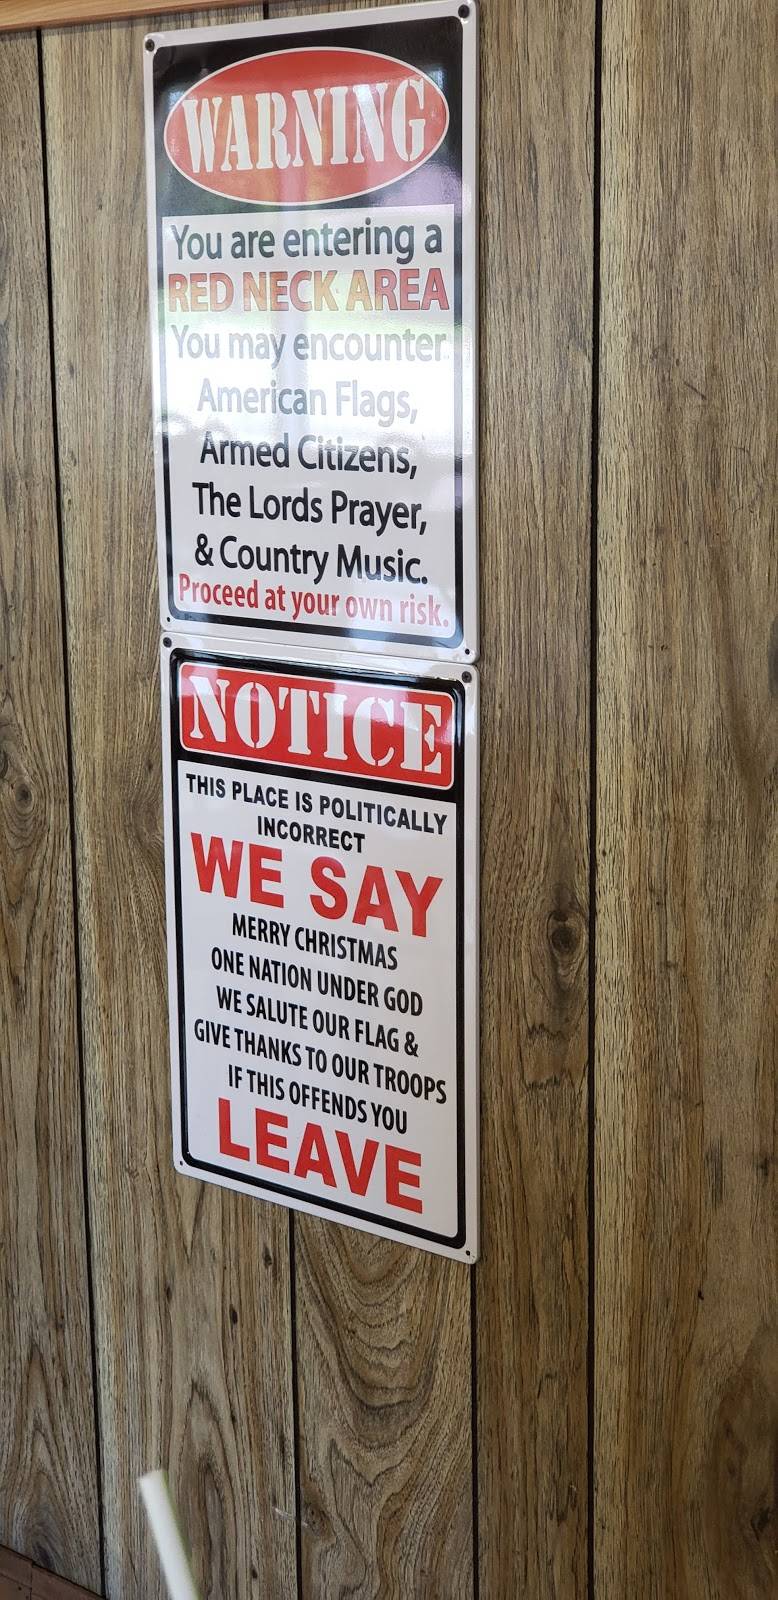 WARNING
You are entering a
RED NECK AREA
You may encounter
American Flags,
Armed Citizens,
The Lords Prayer,
& Country Music.
Proceed at your own risk.
NOTICE
THIS PLACE IS POLITICALLY
INCORRECT
WE SAY
MERRY CHRISTMAS
ONE NATION UNDER GOD
WE SALUTE OUR FLAG &
GIVE THANKS TO OUR TROOPS
IF THIS OFFENDS YOU
LEAVE